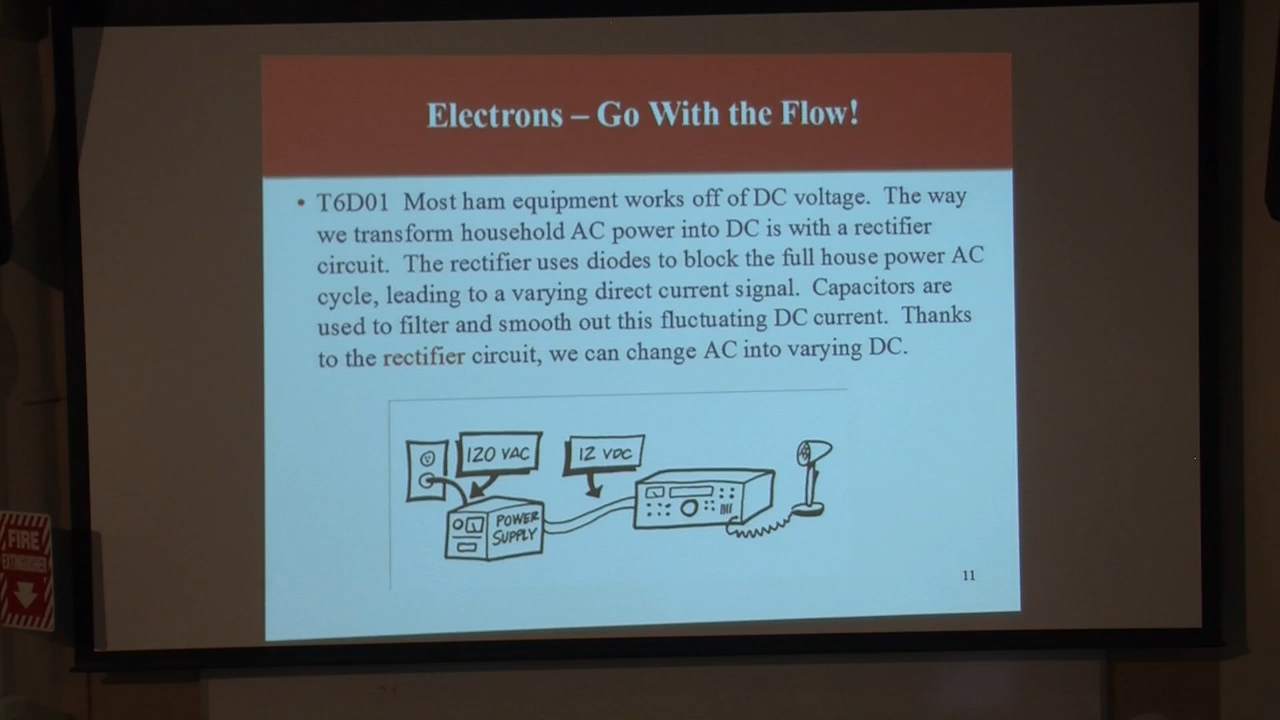 Electrons – Go With the Flow!
• T6D01 Most ham equipment works off of DC voltage. The way
we transform household AC power into DC is with a rectifier
circuit. The rectifier uses diodes to block the full house power AC
cycle, leading to a varying direct current signal. Capacitors are
used to filter and smooth out this fluctuating DC current. Thanks
to the rectifier circuit, we can change AC into varying DC.
120 VAC
12 VDC
POWER
SUPPLY
11
FIRE
EXTINGUISHER